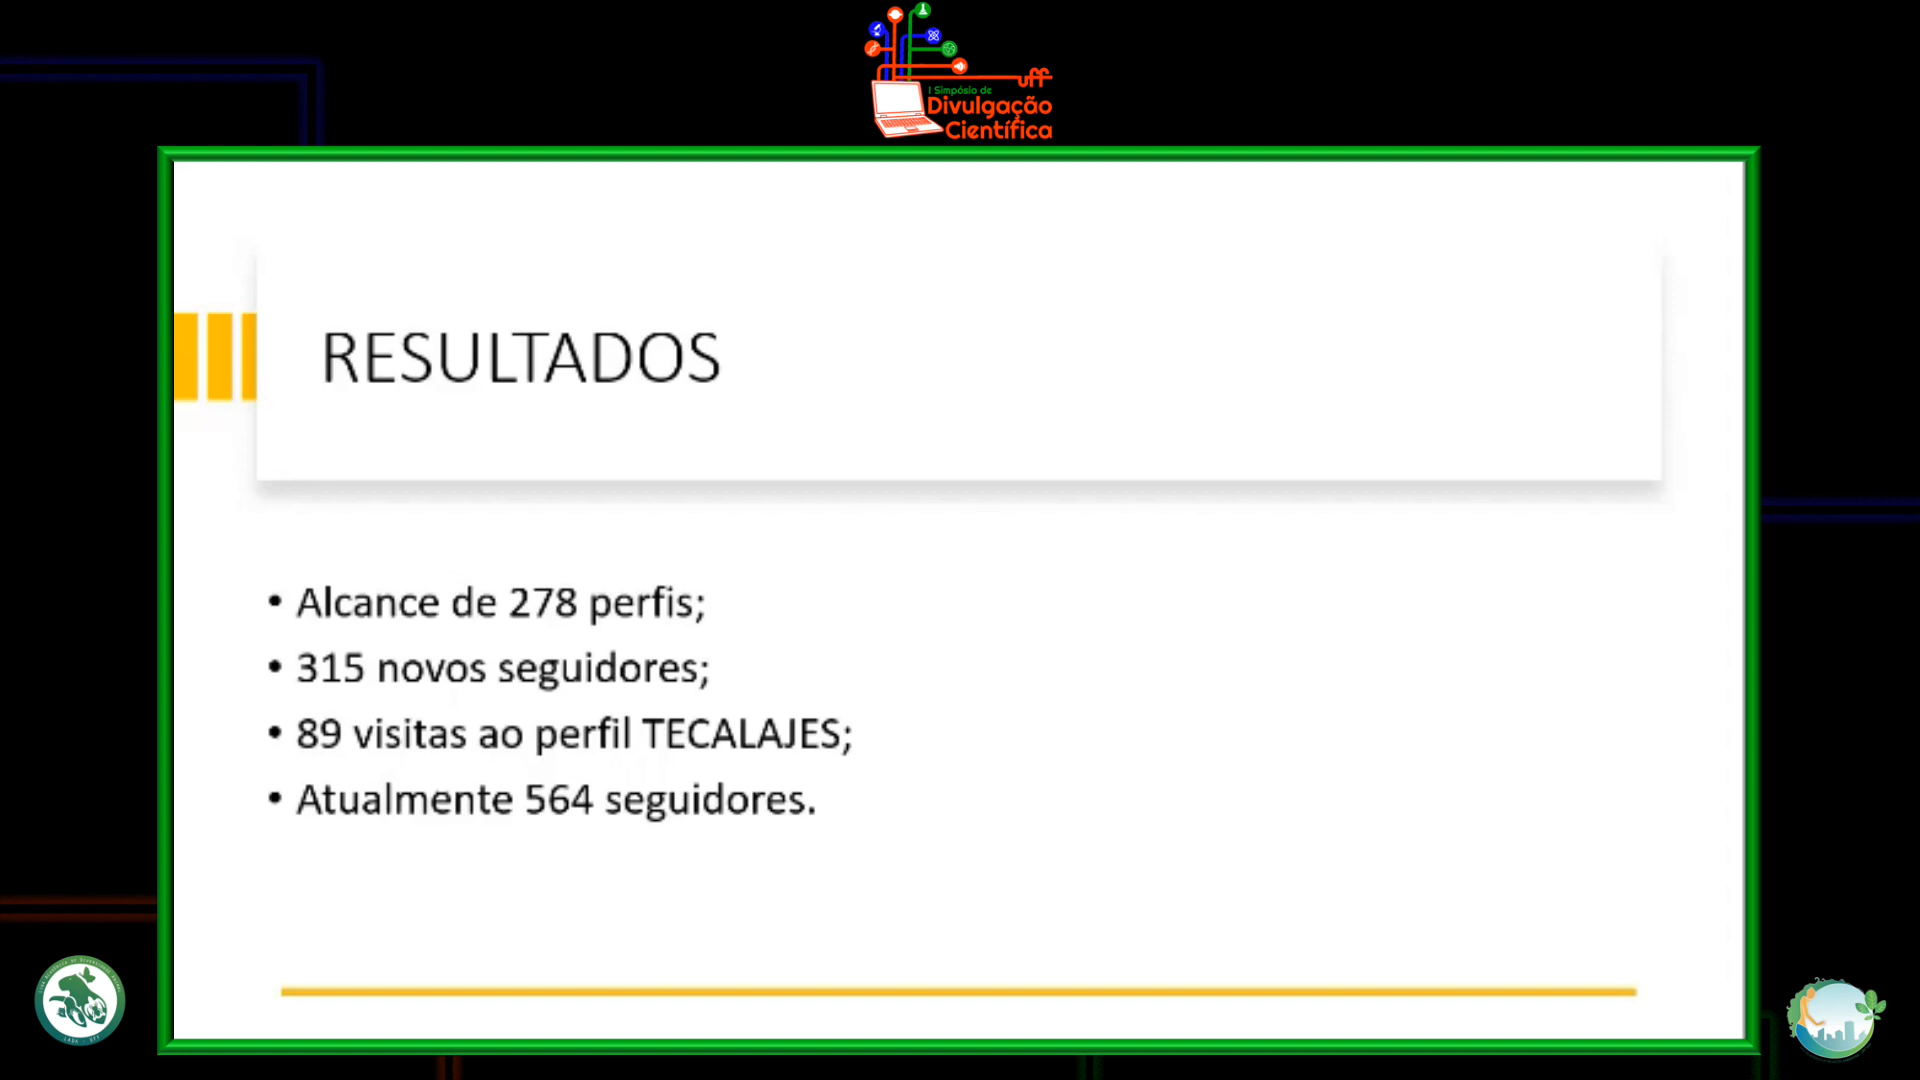 uff
I Simpósio de
Divulgação
Científica
RESULTADOS
• Alcance de 278 perfis;
• 315 novos seguidores;
• 89 visitas ao perfil TECALAJES;
• Atualmente 564 seguidores.